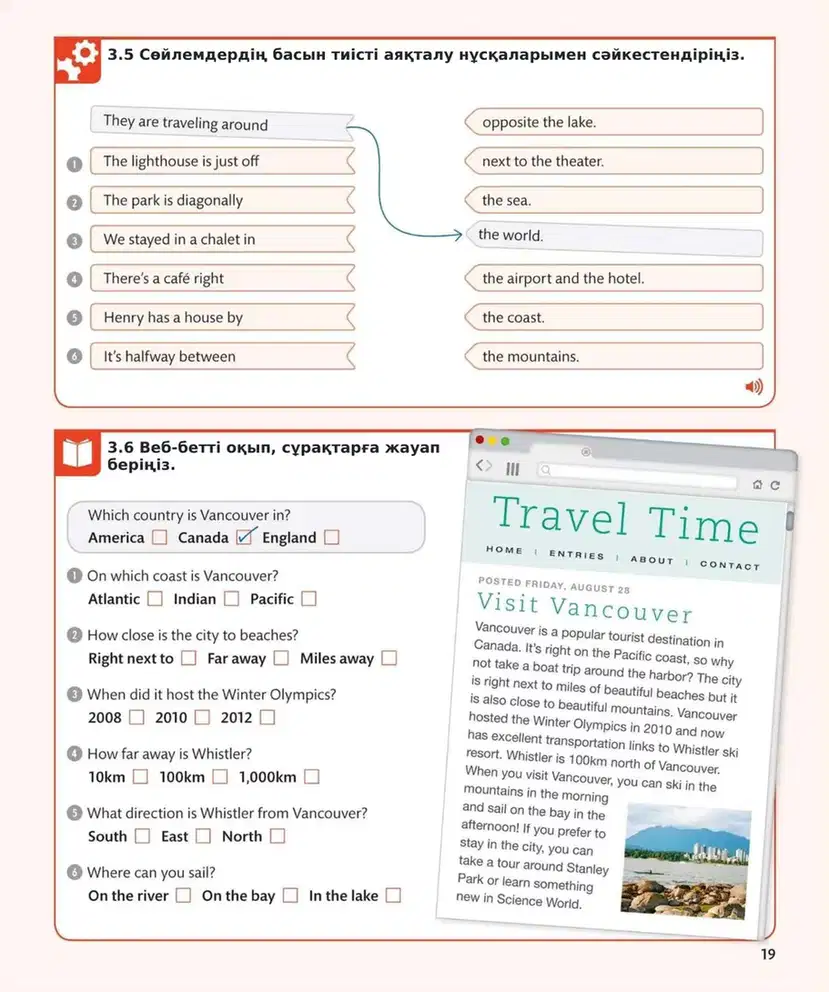 3.5 Сөйлемдердің басын тиісті аяқталу нұсқаларымен сәйкестендіріңіз.
They are traveling around
1 The lighthouse is just off
2 The park is diagonally
3 We stayed in a chalet in
4 There's a café right
5 Henry has a house by
6 It's halfway between
opposite the lake.
next to the theater.
the sea.
the world.
the airport and the hotel.
the coast.
the mountains.
3.6 Веб-бетті оқып, сұрақтарға жауап
беріңіз.
Which country is Vancouver in?
America Canada England
1 On which coast is Vancouver?
Atlantic Indian Pacific
2 How close is the city to beaches?
Right next to Far away Miles away
3 When did it host the Winter Olympics?
2008 2010 2012
4 How far away is Whistler?
10km 100km 1,000km
5 What direction is Whistler from Vancouver?
South East North
6 Where can you sail?
On the river On the bay In the lake
Travel Time
HOME | ENTRIES | ABOUT | CONTACT
POSTED FRIDAY, AUGUST 28
Visit Vancouver
Vancouver is a popular tourist destination in
Canada. It's right on the Pacific coast, so why
not take a boat trip around the harbor? The city
is right next to miles of beautiful beaches but it
is also close to beautiful mountains. Vancouver
hosted the Winter Olympics in 2010 and now
has excellent transportation links to Whistler ski
resort. Whistler is 100km north of Vancouver.
When you visit Vancouver, you can ski in the
mountains in the morning
and sail on the bay in the
afternoon! If you prefer to
stay in the city, you can
take a tour around Stanley
Park or learn something
new in Science World.
19